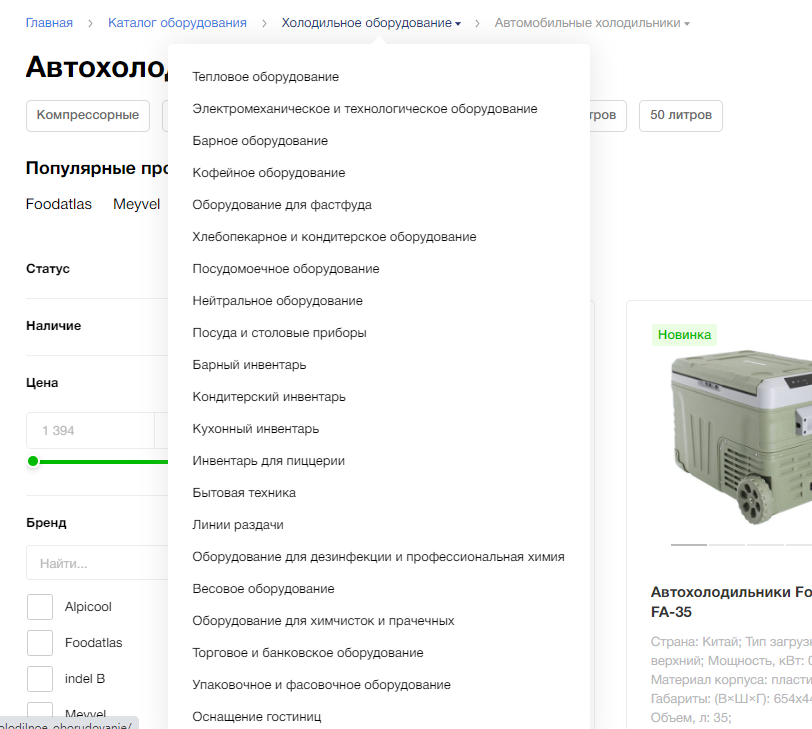 Главная > Каталог оборудования > Холодильное оборудование > Автомобильные холодильники
Автохолод
Компрессорные
тров
50 литров
Популярные про
Foodatlas Meyvel
Статус
Наличие
Цена
1 394
Бренд
Найти...
Alpicool
Foodatlas
indel B
Meyvel
olodilnoe-oborudovanie/
Тепловое оборудование
Электромеханическое и технологическое оборудование
Барное оборудование
Кофейное оборудование
Оборудование для фастфуда
Хлебопекарное и кондитерское оборудование
Посудомоечное оборудование
Нейтральное оборудование
Посуда и столовые приборы
Барный инвентарь
Кондитерский инвентарь
Кухонный инвентарь
Инвентарь для пиццерии
Бытовая техника
Линии раздачи
Оборудование для дезинфекции и профессиональная химия
Весовое оборудование
Оборудование для химчисток и прачечных
Торговое и банковское оборудование
Упаковочное и фасовочное оборудование
Оснащение гостиниц
Новинка
Автохолодильники Fo
FA-35
Страна: Китай; Тип загрузк
верхний; Мощность, кВт: 0
Материал корпуса: пласти
Габариты: (В×Ш×Г): 654x44
Объем, л: 35;